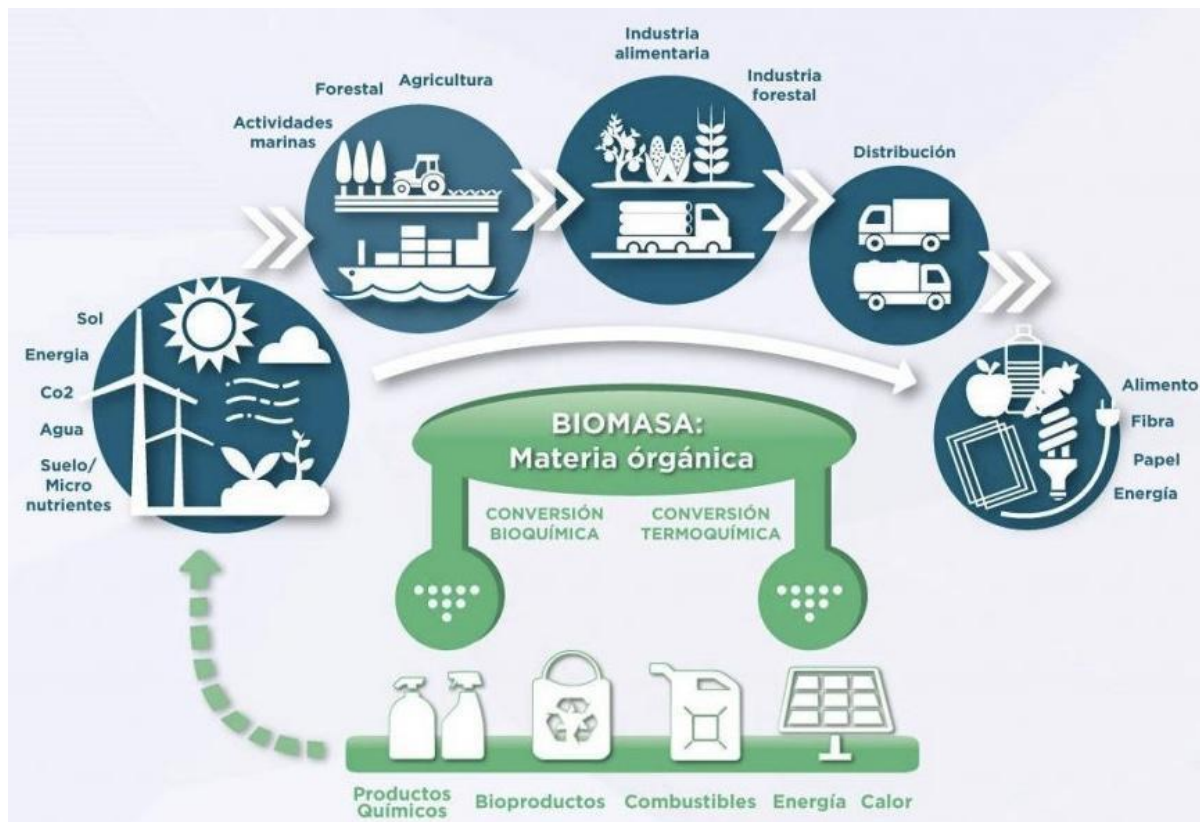 Industria
alimentaria
Industria
forestal
Forestal
Agricultura
Actividades
marinas
Distribución
Sol
Energia
Co2
Agua
Suelo/
Micro
nutrientes
Alimento
Fibra
Papel
Energía
BIOMASA:
Materia órgánica
CONVERSIÓN
BIOQUÍMICA
CONVERSIÓN
TERMOQUÍMICA
Productos
Químicos
Bioproductos
Combustibles
Energía
Calor